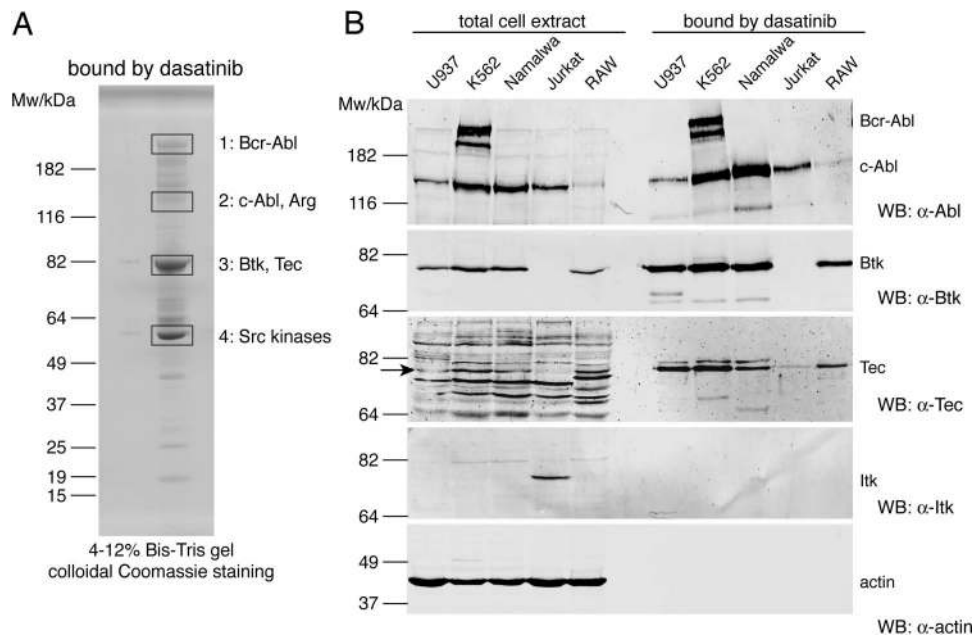 A
bound by dasatinib
Mw/kDa
182
116
82
64
49
37
25
19
15
1: Bcr-Abl
2: c-Abl, Arg
3: Btk, Tec
4: Src kinases
4-12% Bis-Tris gel
colloidal Coomassie staining
B
total cell extract
bound by dasatinib
U937
K562
Namalwa
Jurkat
RAW
U937
K562
Namalwa
Jurkat
RAW
Mw/kDa
182
116
Bcr-Abl
c-Abl
WB: α-Abl
82
64
Btk
WB: α-Btk
82
64
Tec
WB: α-Tec
82
64
Itk
WB: α-Itk
49
37
actin
WB: α-actin